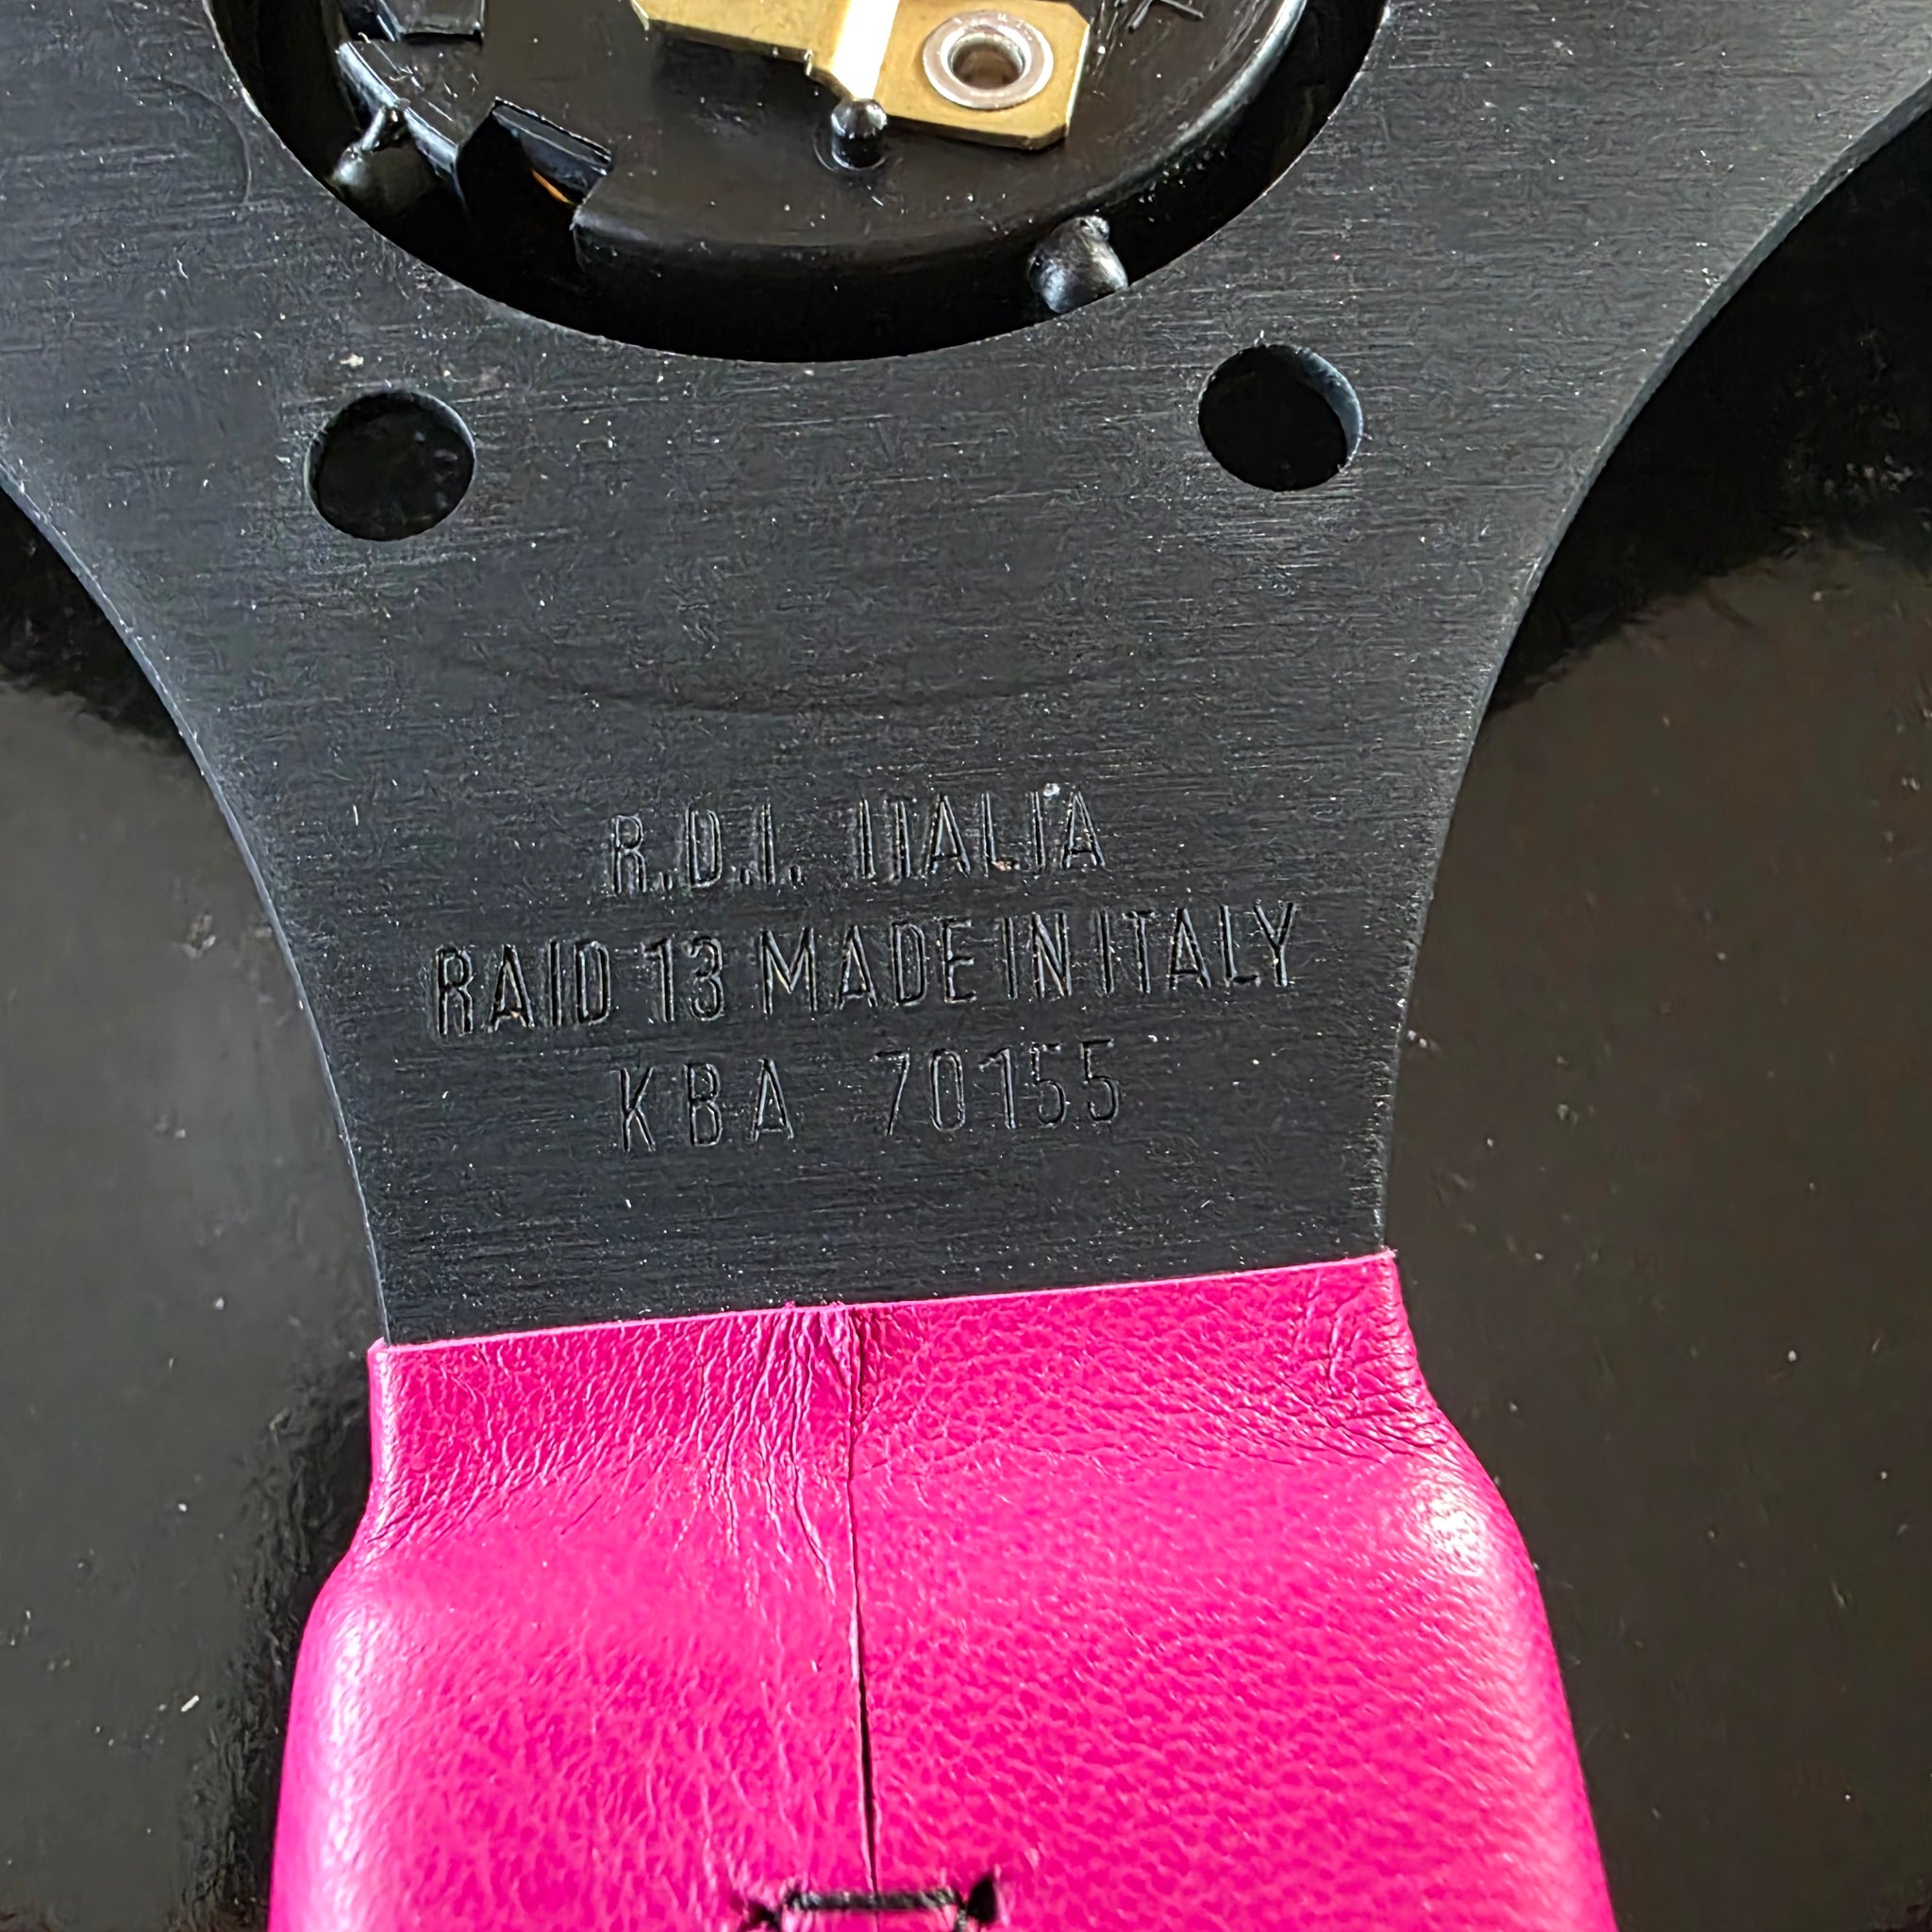 R.D.I. ITALIA
RAID 13 MADE IN ITALY
KBA 70155